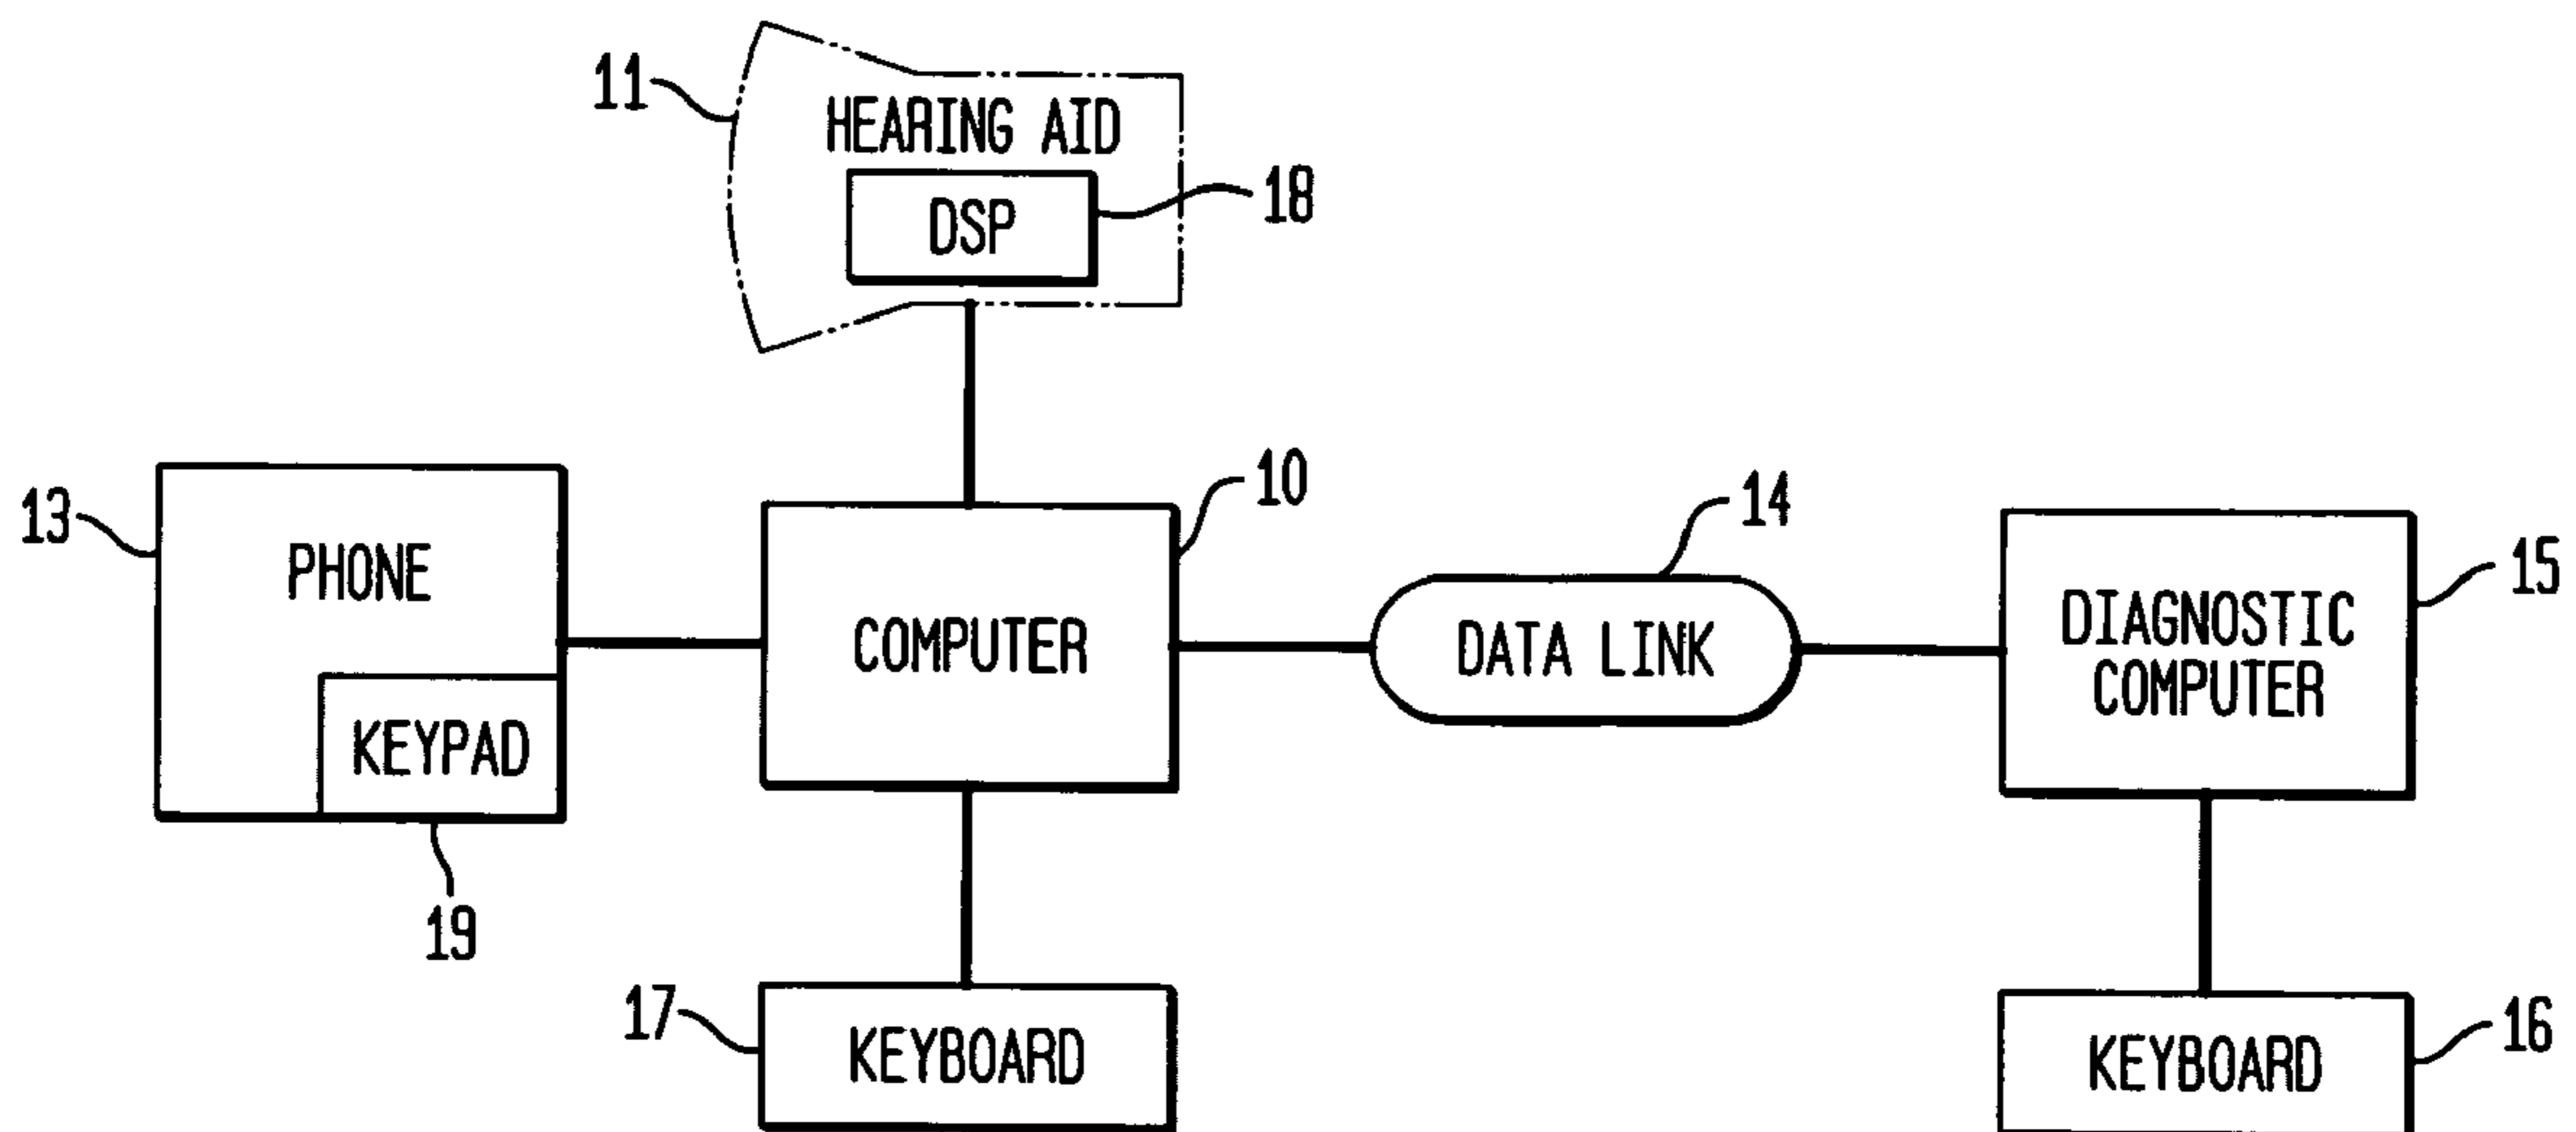 11
HEARING AID
DSP
18
13
PHONE
KEYPAD
19
10
COMPUTER
14
DATA LINK
15
DIAGNOSTIC
COMPUTER
17
KEYBOARD
16
KEYBOARD